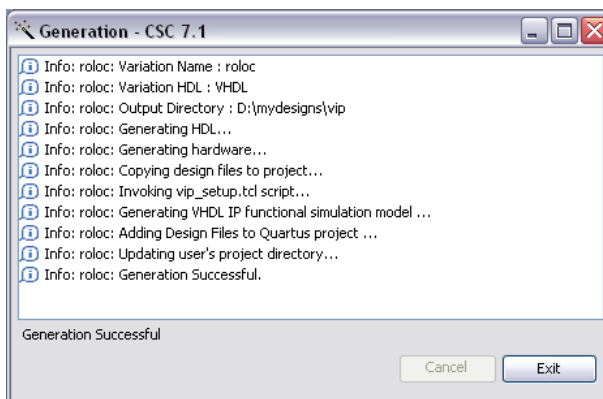 Generation - CSC 7.1
Info: roloc: Variation Name : roloc
Info: roloc: Variation HDL : VHDL
Info: roloc: Output Directory : D:\mydesigns\vip
Info: roloc: Generating HDL...
Info: roloc: Generating hardware...
Info: roloc: Copying design files to project...
Info: roloc: Invoking vip_setup.tcl script...
Info: roloc: Generating VHDL IP functional simulation model ...
Info: roloc: Adding Design Files to Quartus project ...
Info: roloc: Updating user's project directory...
Info: roloc: Generation Successful.
Generation Successful
Cancel Exit